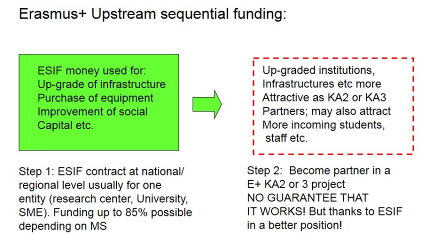 Erasmus+ Upstream sequential funding:
ESIF money used for:
Up-grade of infrastructure
Purchase of equipment
Improvement of social
Capital etc.
Up-graded institutions,
Infrastructures etc more
Attractive as KA2 or KA3
Partners; may also attract
More incoming students,
staff etc.
Step 1: ESIF contract at national/
regional level usually for one
entity (research center, University,
SME). Funding up to 85% possible
depending on MS
Step 2: Become partner in a
E+ KA2 or 3 project
NO GUARANTEE THAT
IT WORKS! But thanks to ESIF
in a better position!